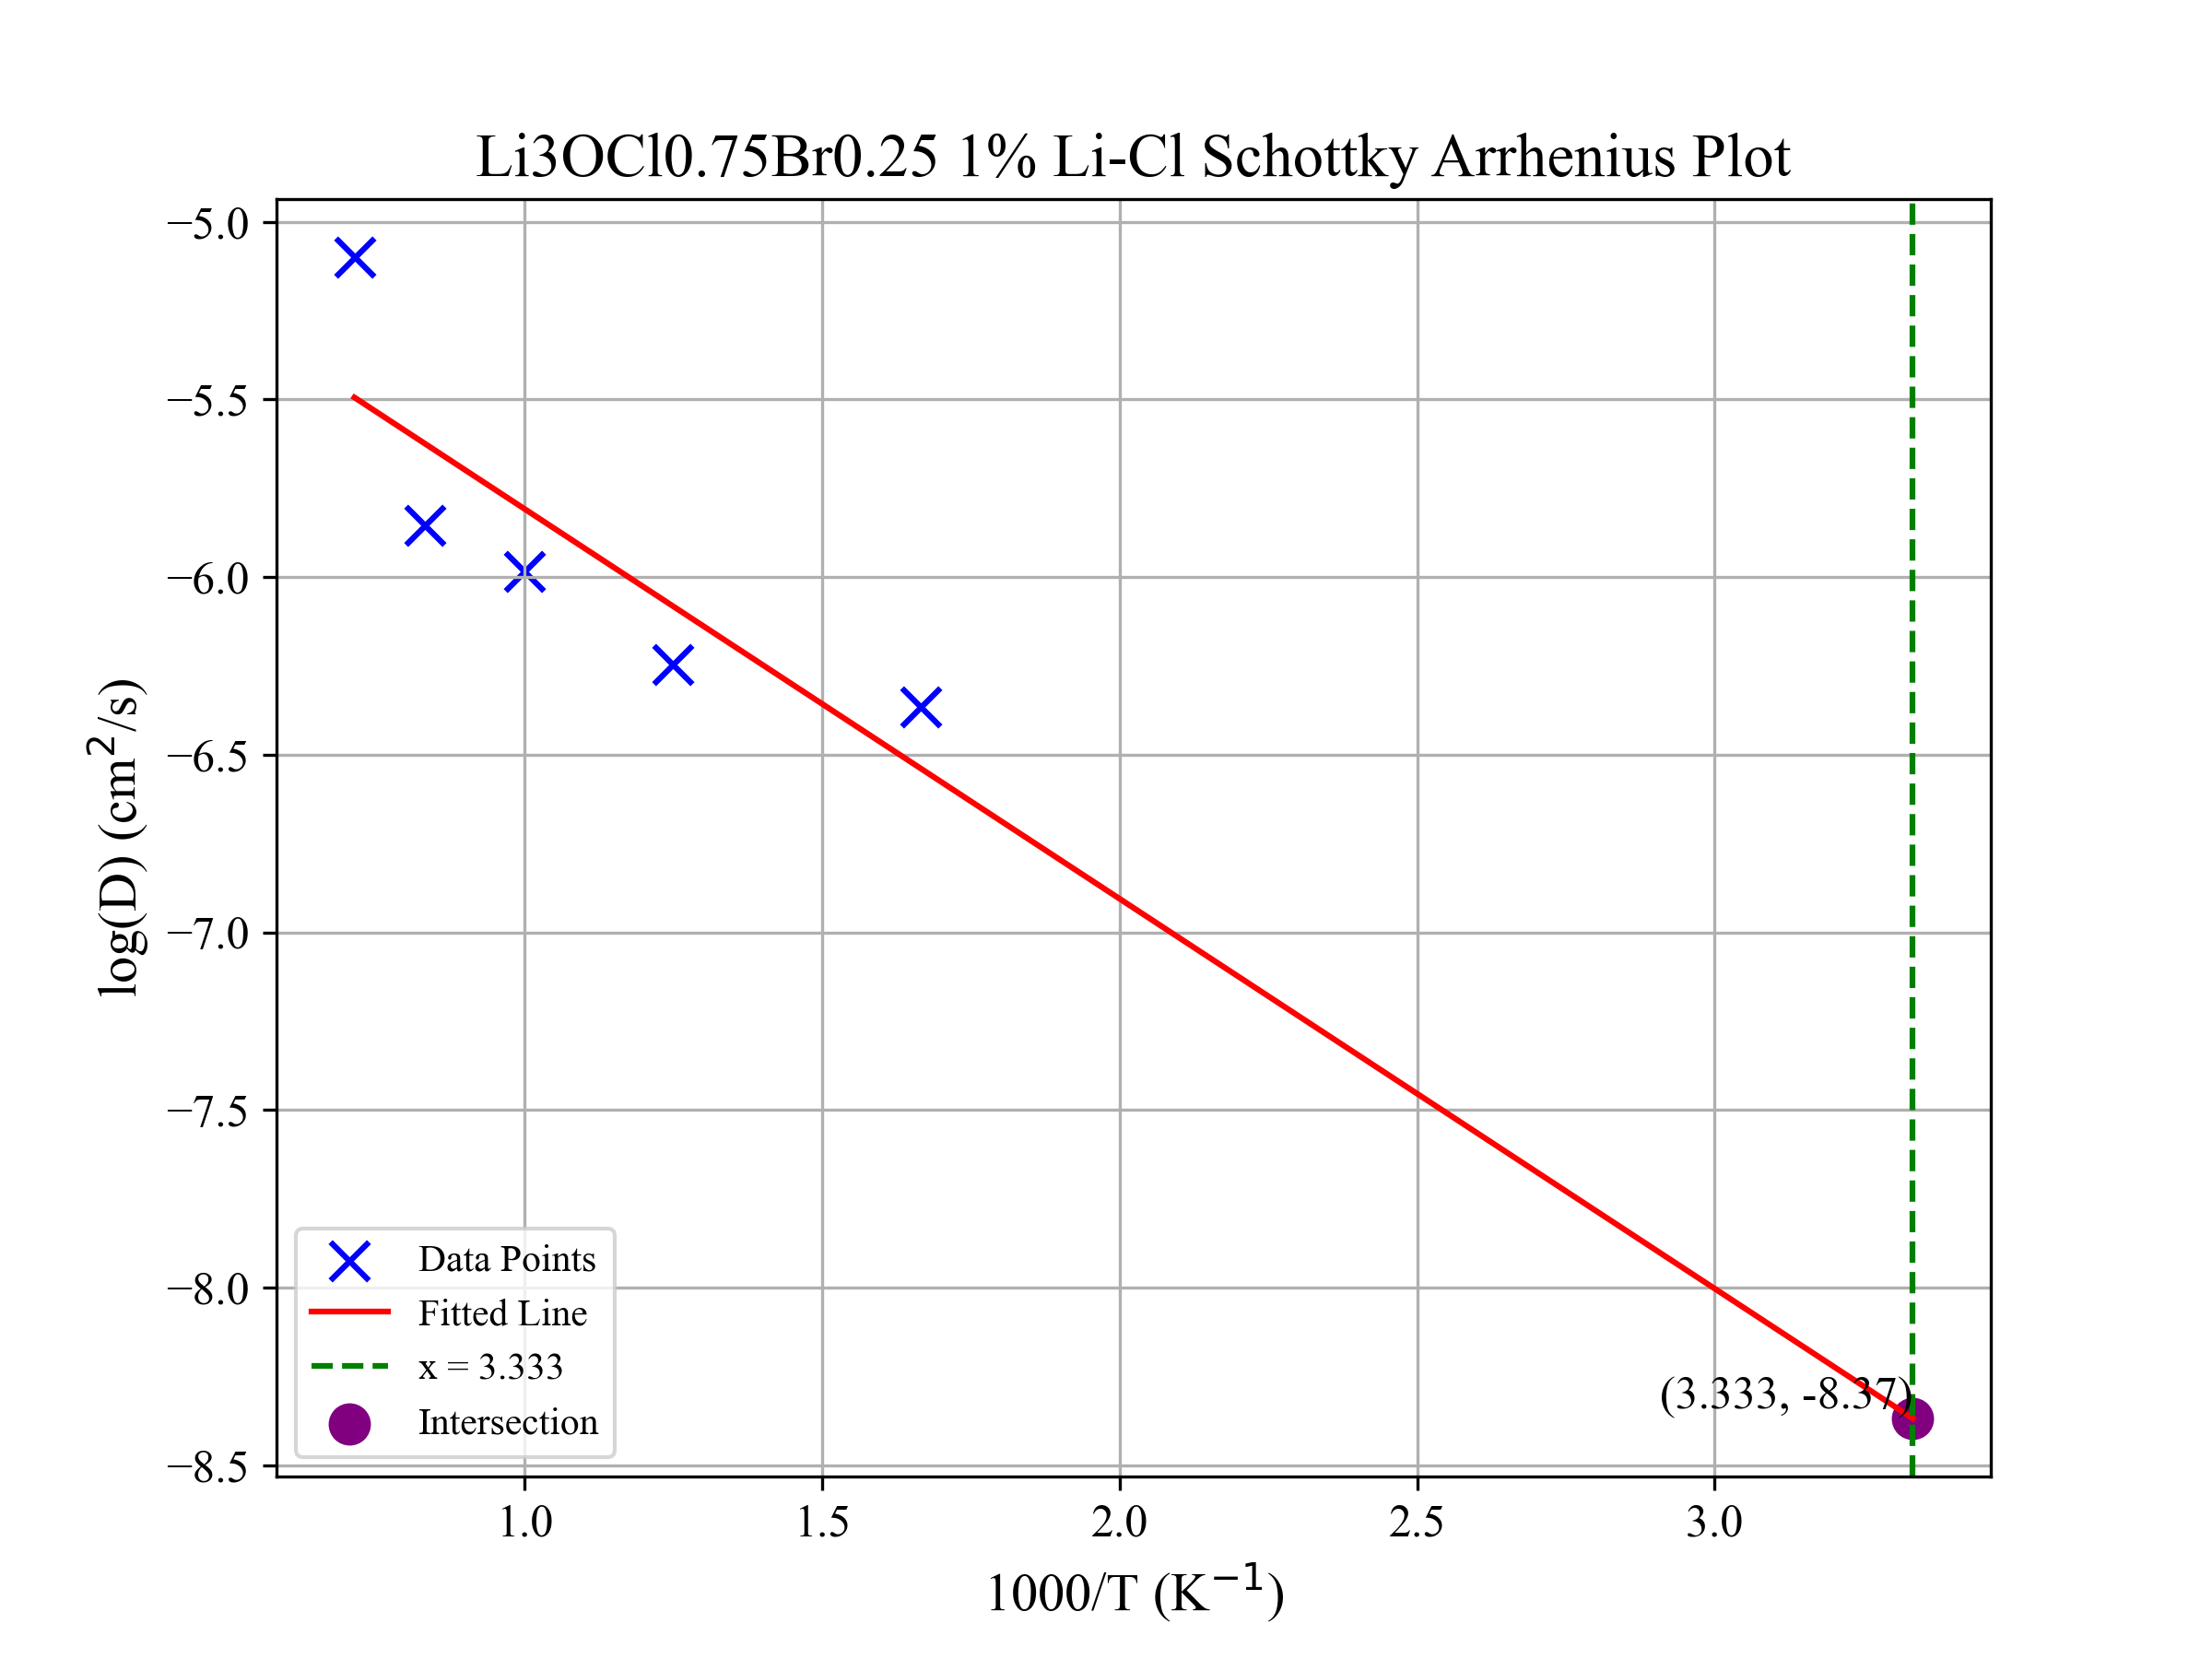 Li3OCl0.75Br0.25 1% Li-Cl Schottky Arrhenius Plot
log(D) (cm²/s)
−5.0
−5.5
−6.0
−6.5
−7.0
−7.5
−8.0
−8.5
(3.333, -8.37)
Data Points
Fitted Line
x = 3.333
Intersection
1.0 1.5 2.0 2.5 3.0
1000/T (K⁻¹)